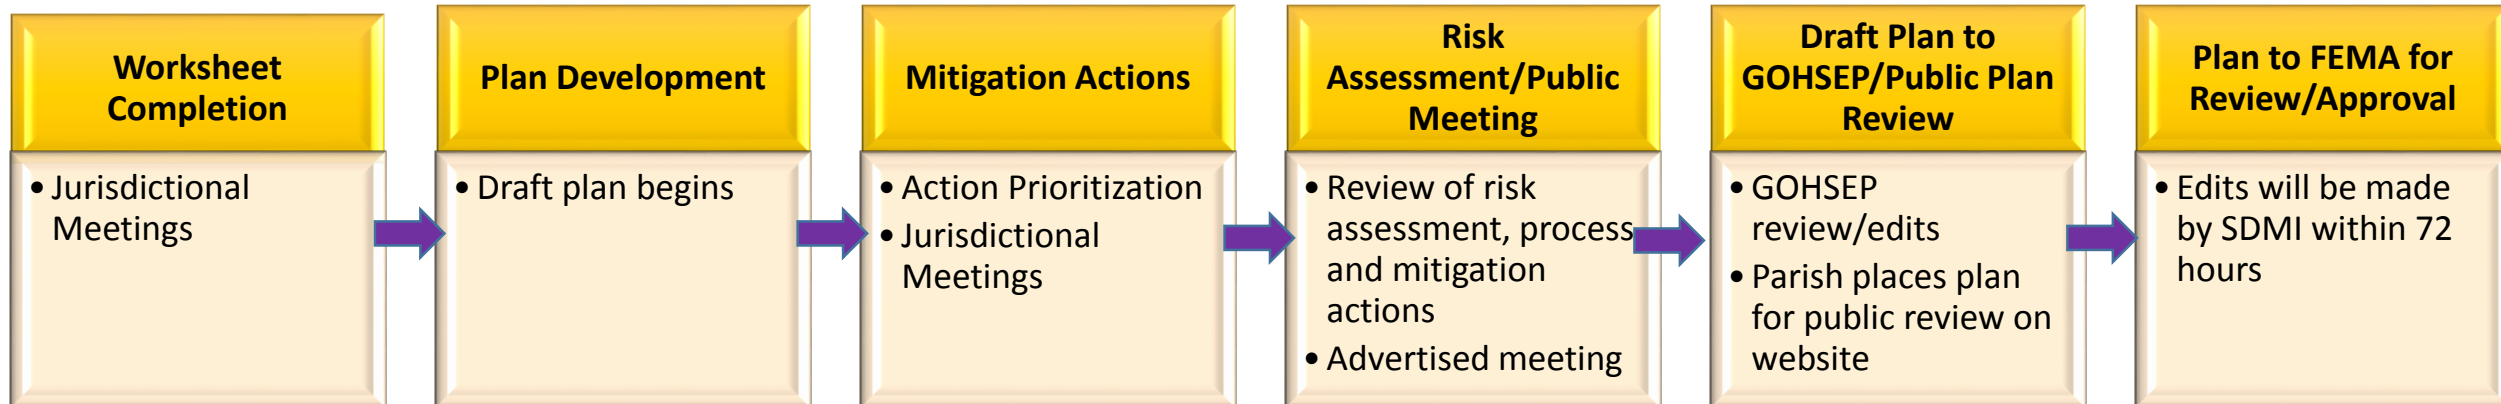 Worksheet
Completion
• Jurisdictional
Meetings
Plan Development
• Draft plan begins
Mitigation Actions
• Action Prioritization
• Jurisdictional
Meetings
Risk
Assessment/Public
Meeting
• Review of risk
assessment, process
and mitigation
actions
• Advertised meeting
Draft Plan to
GOHSEP/Public Plan
Review
• GOHSEP
review/edits
• Parish places plan
for public review on
website
Plan to FEMA for
Review/Approval
• Edits will be made
by SDMI within 72
hours